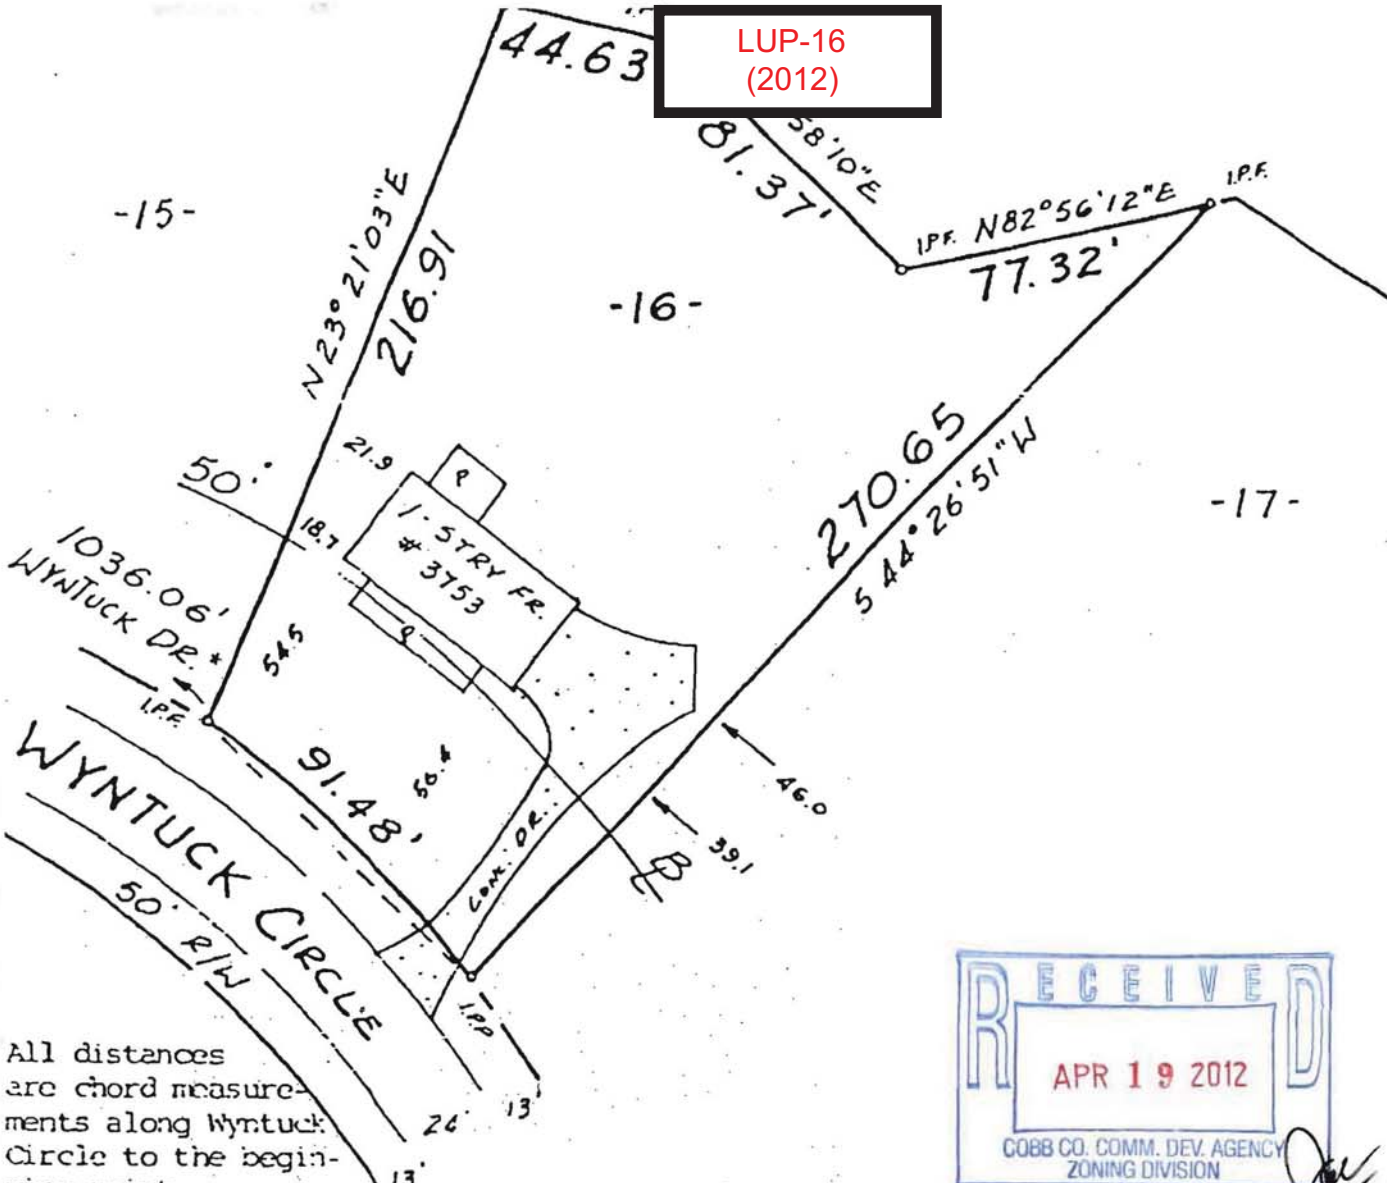 LUP-16
(2012)
44.63
58'10"E
81.37'
I.P.F.
N82°56'12"E
I.P.F.
77.32'
-15-
N23°21'03"E
216.91
-16-
270.65
S 44°26'51"W
-17-
50'
21.9
18.7
P
1-STRY FR.
# 3753
P
1036.06'
WYNTUCK DR.*
54.5
I.P.F.
91.48'
50.4
CONC. DR.
46.0
39.1
BL
WYNTUCK CIRCLE
50' R/W
I.P.P
24'
13'
13'
All distances
are chord measure-
ments along Wyntuck
Circle to the begin-
RECEIVED
APR 19 2012
COBB CO. COMM. DEV. AGENCY
ZONING DIVISION